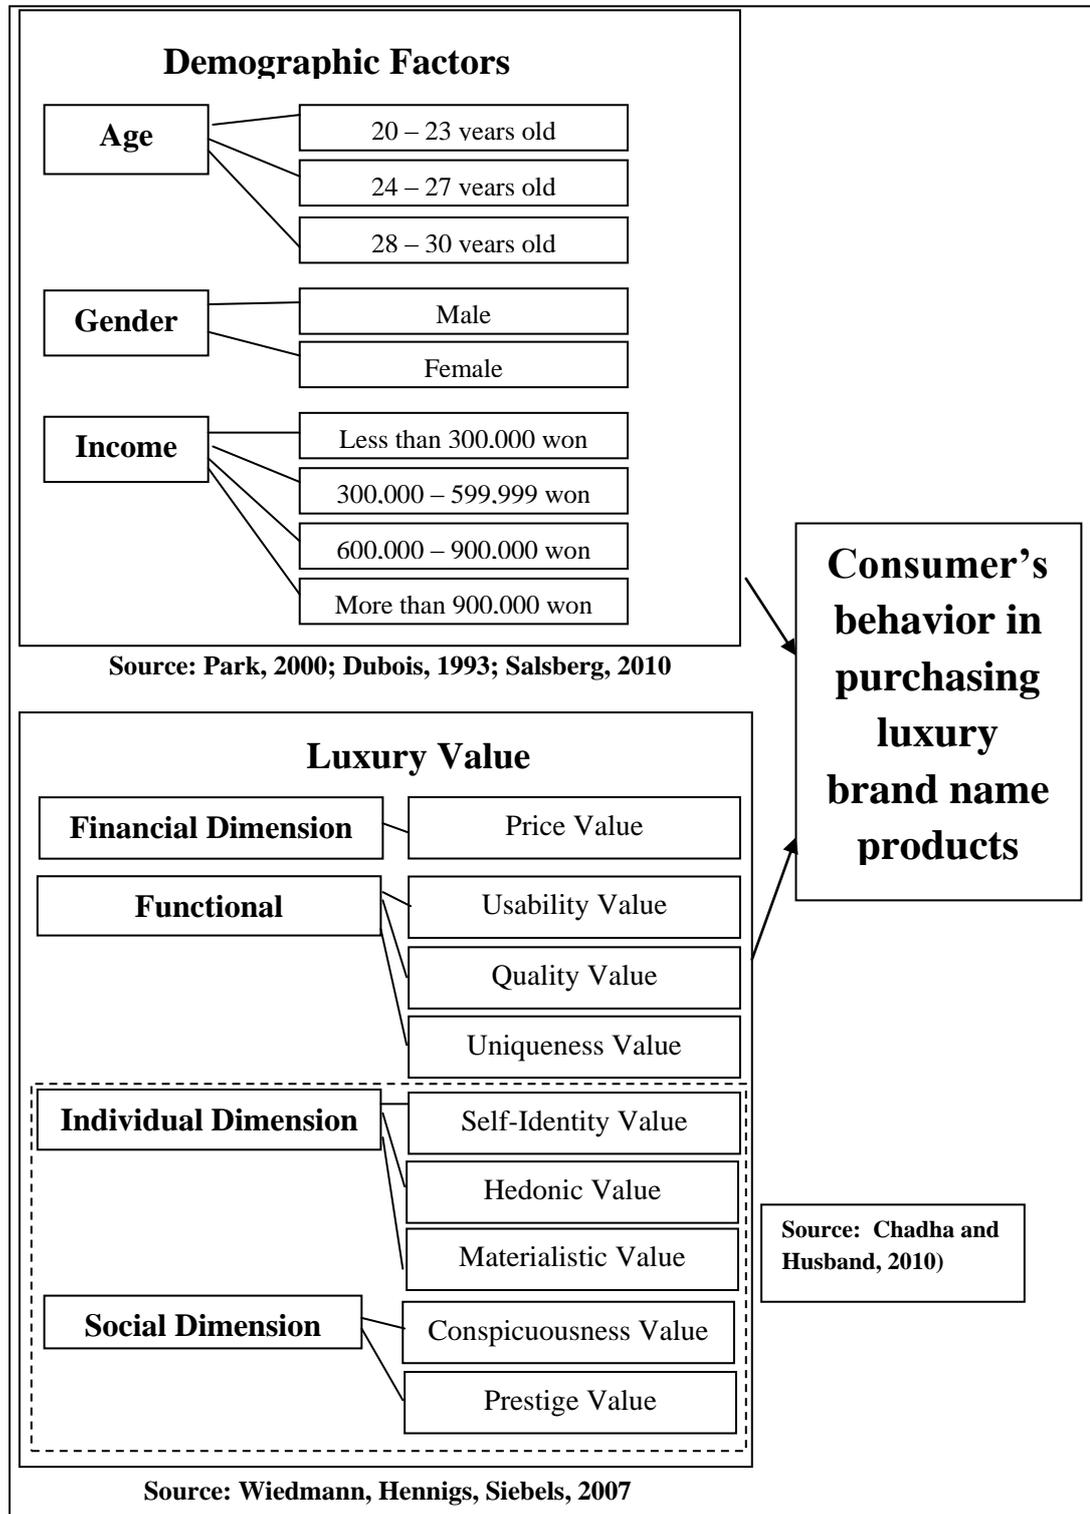 Demographic Factors
Age
20 – 23 years old
24 – 27 years old
28 – 30 years old
Gender
Male
Female
Income
Less than 300,000 won
300,000 – 599,999 won
600,000 – 900,000 won
More than 900,000 won
Source: Park, 2000; Dubois, 1993; Salsberg, 2010
Consumer’s
behavior in
purchasing
luxury
brand name
products
Luxury Value
Financial Dimension
Price Value
Functional
Usability Value
Quality Value
Uniqueness Value
Individual Dimension
Self-Identity Value
Hedonic Value
Materialistic Value
Social Dimension
Conspicuousness Value
Prestige Value
Source:  Chadha and
Husband, 2010)
Source: Wiedmann, Hennigs, Siebels, 2007